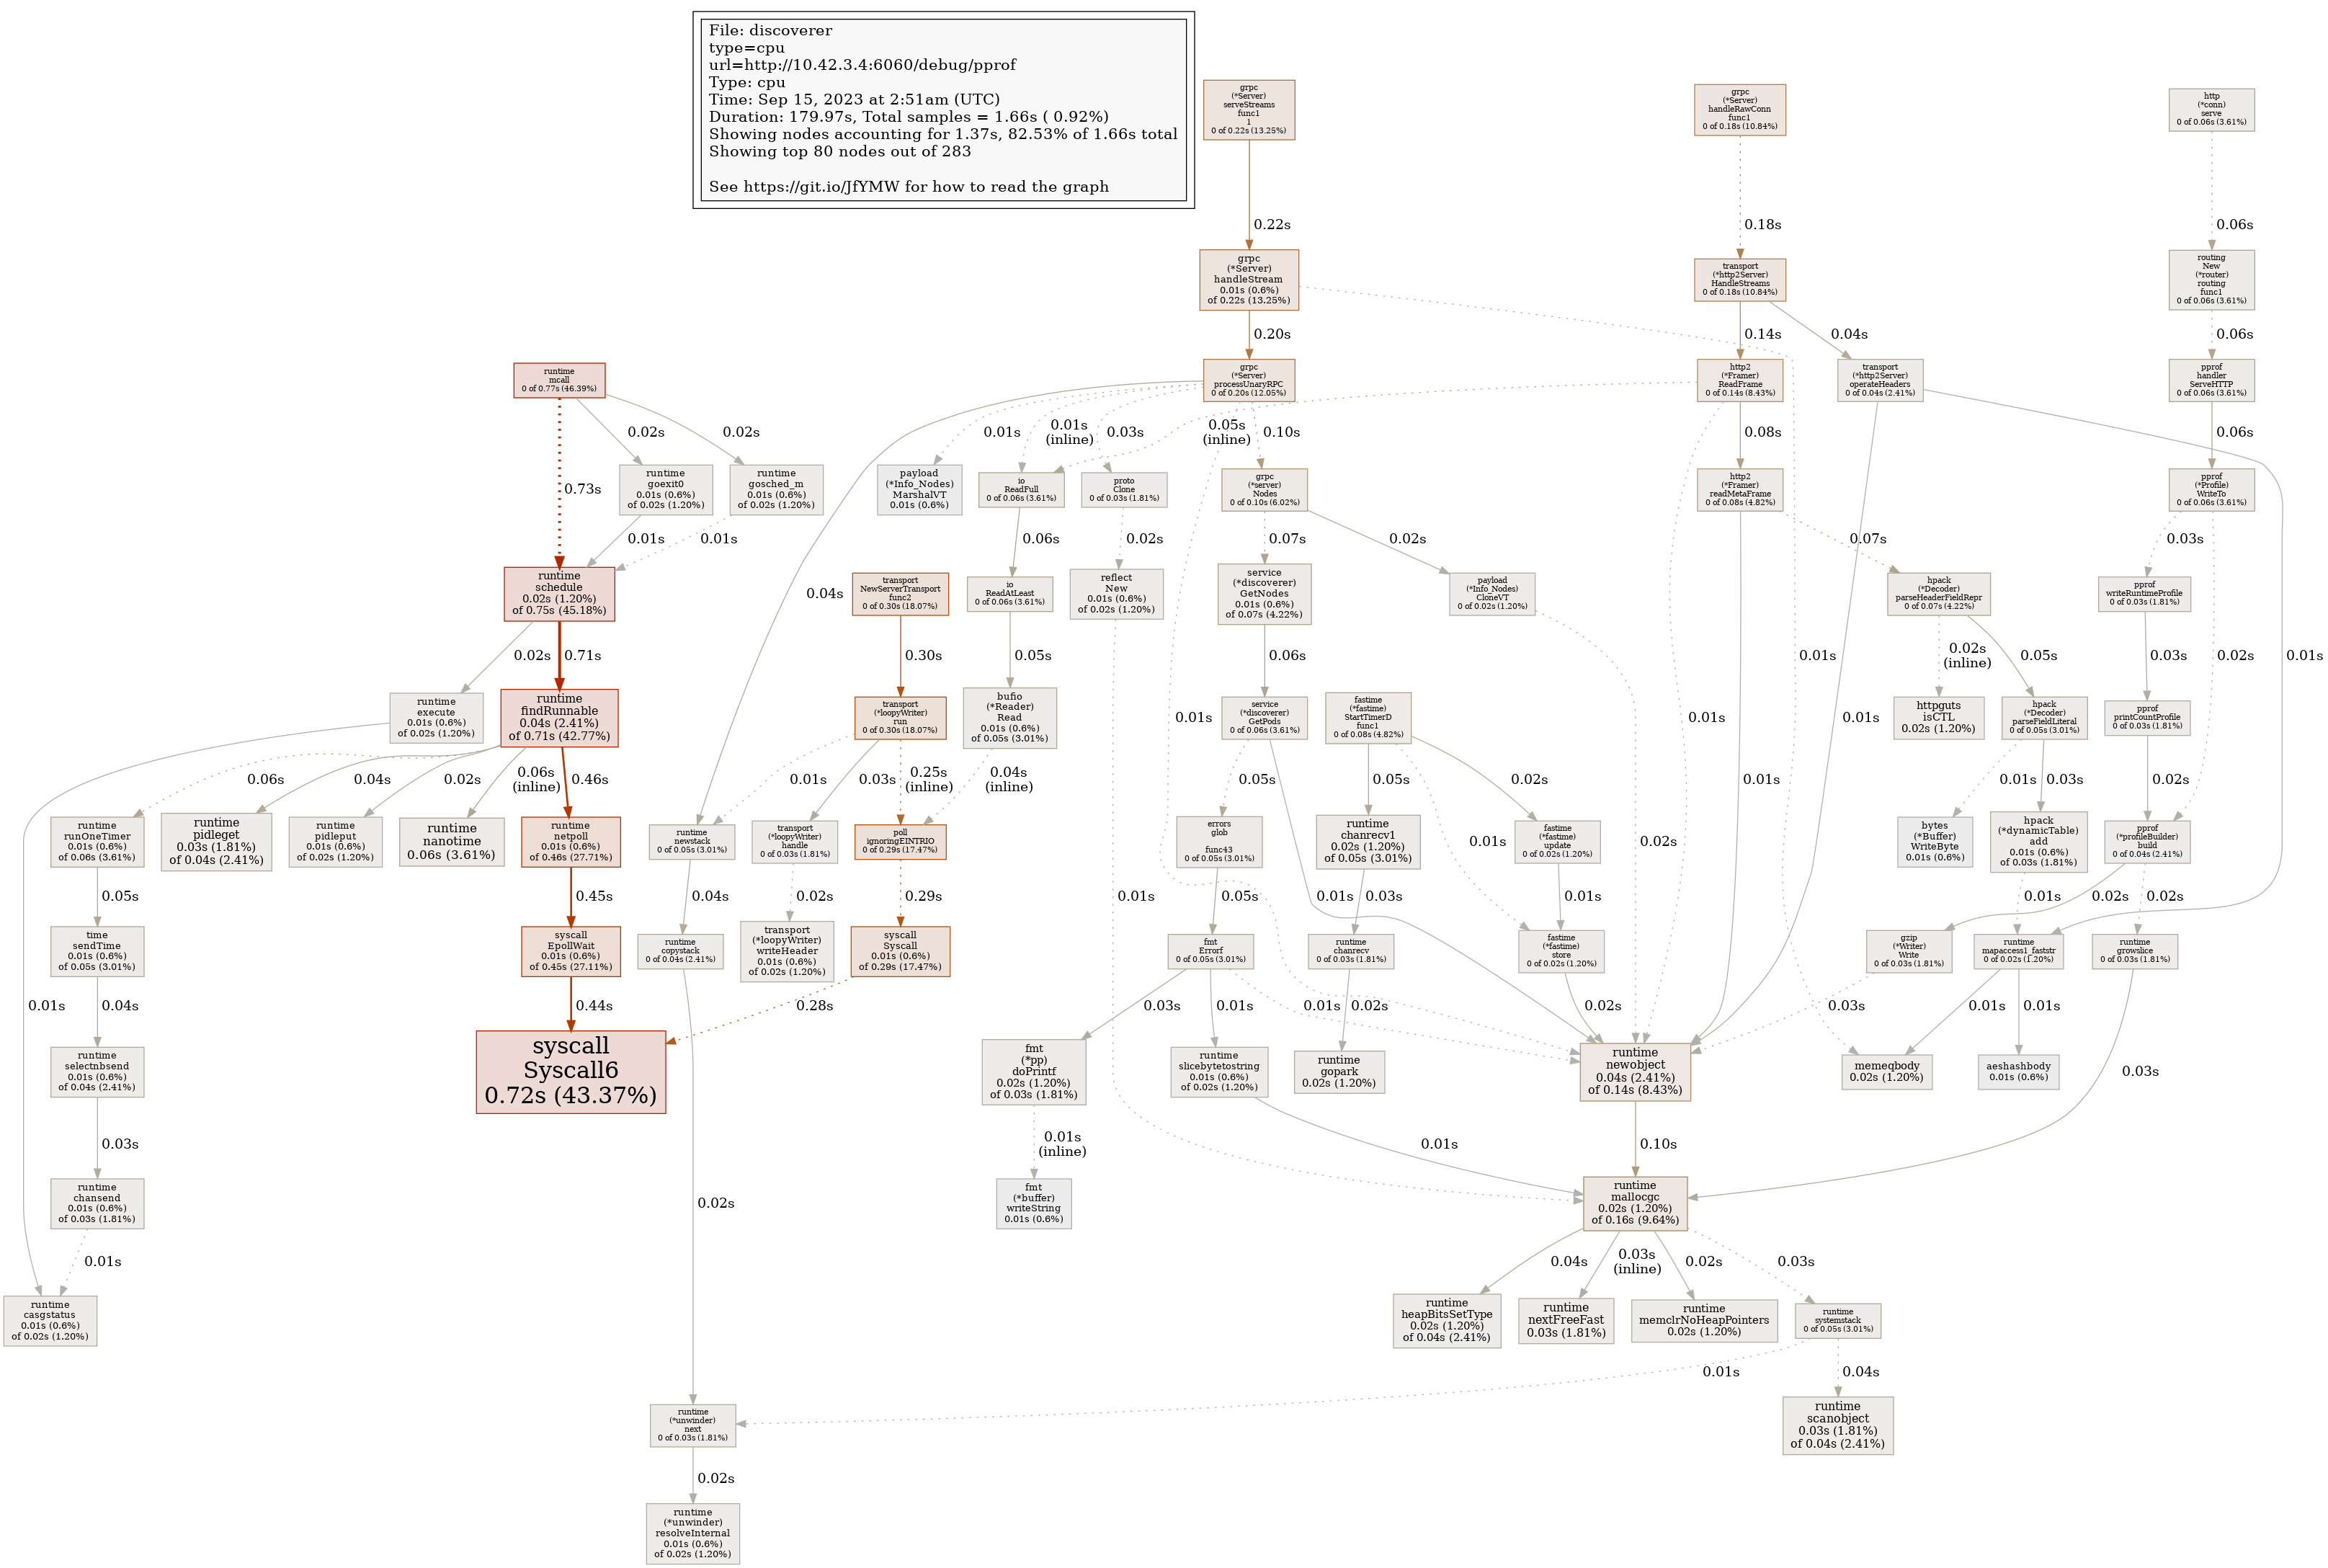 File: discoverer
type=cpu
url=http://10.42.3.4:6060/debug/pprof
Type: cpu
Time: Sep 15, 2023 at 2:51am (UTC)
Duration: 179.97s, Total samples = 1.66s ( 0.92%)
Showing nodes accounting for 1.37s, 82.53% of 1.66s total
Showing top 80 nodes out of 283
See https://git.io/JfYMW for how to read the graph
grpc
(*Server)
serveStreams
func1
1
0 of 0.22s (13.25%)
grpc
(*Server)
handleRawConn
func1
0 of 0.18s (10.84%)
http
(*conn)
serve
0 of 0.06s (3.61%)
0.22s
0.18s
0.06s
grpc
(*Server)
handleStream
0.01s (0.6%)
of 0.22s (13.25%)
transport
(*http2Server)
HandleStreams
0 of 0.18s (10.84%)
routing
New
(*router)
routing
func1
0 of 0.06s (3.61%)
0.20s
0.14s
0.04s
0.06s
runtime
mcall
0 of 0.77s (46.39%)
grpc
(*Server)
processUnaryRPC
0 of 0.20s (12.05%)
http2
(*Framer)
ReadFrame
0 of 0.14s (8.43%)
transport
(*http2Server)
operateHeaders
0 of 0.04s (2.41%)
pprof
handler
ServeHTTP
0 of 0.06s (3.61%)
0.73s
0.02s
0.02s
0.01s
0.01s
(inline)
0.03s
0.05s
(inline)
0.10s
0.08s
0.06s
runtime
goexit0
0.01s (0.6%)
of 0.02s (1.20%)
runtime
gosched_m
0.01s (0.6%)
of 0.02s (1.20%)
payload
(*Info_Nodes)
MarshalVT
0.01s (0.6%)
io
ReadFull
0 of 0.06s (3.61%)
proto
Clone
0 of 0.03s (1.81%)
grpc
(*server)
Nodes
0 of 0.10s (6.02%)
http2
(*Framer)
readMetaFrame
0 of 0.08s (4.82%)
pprof
(*Profile)
WriteTo
0 of 0.06s (3.61%)
0.01s
0.01s
0.06s
0.02s
0.07s
0.02s
0.07s
0.03s
runtime
schedule
0.02s (1.20%)
of 0.75s (45.18%)
transport
NewServerTransport
func2
0 of 0.30s (18.07%)
io
ReadAtLeast
0 of 0.06s (3.61%)
reflect
New
0.01s (0.6%)
of 0.02s (1.20%)
service
(*discoverer)
GetNodes
0.01s (0.6%)
of 0.07s (4.22%)
payload
(*Info_Nodes)
CloneVT
0 of 0.02s (1.20%)
hpack
(*Decoder)
parseHeaderFieldRepr
0 of 0.07s (4.22%)
pprof
writeRuntimeProfile
0 of 0.03s (1.81%)
0.04s
0.02s
0.71s
0.30s
0.05s
0.06s
0.01s
0.02s
(inline)
0.05s
0.01s
0.03s
0.02s
runtime
execute
0.01s (0.6%)
of 0.02s (1.20%)
runtime
findRunnable
0.04s (2.41%)
of 0.71s (42.77%)
transport
(*loopyWriter)
run
0 of 0.30s (18.07%)
bufio
(*Reader)
Read
0.01s (0.6%)
of 0.05s (3.01%)
service
(*discoverer)
GetPods
0 of 0.06s (3.61%)
fastime
(*fastime)
StartTimerD
func1
0 of 0.08s (4.82%)
httpguts
isCTL
0.02s (1.20%)
hpack
(*Decoder)
parseFieldLiteral
0 of 0.05s (3.01%)
pprof
printCountProfile
0 of 0.03s (1.81%)
0.01s
0.01s
0.01s
0.06s
0.04s
0.02s
0.06s
(inline)
0.46s
0.01s
0.03s
0.25s
(inline)
0.04s
(inline)
0.05s
0.05s
0.02s
0.01s
0.01s
0.03s
0.02s
runtime
runOneTimer
0.01s (0.6%)
of 0.06s (3.61%)
runtime
pidleget
0.03s (1.81%)
of 0.04s (2.41%)
runtime
pidleput
0.01s (0.6%)
of 0.02s (1.20%)
runtime
nanotime
0.06s (3.61%)
runtime
netpoll
0.01s (0.6%)
of 0.46s (27.71%)
runtime
newstack
0 of 0.05s (3.01%)
transport
(*loopyWriter)
handle
0 of 0.03s (1.81%)
poll
ignoringEINTRIO
0 of 0.29s (17.47%)
errors
glob
func43
0 of 0.05s (3.01%)
runtime
chanrecv1
0.02s (1.20%)
of 0.05s (3.01%)
0.01s
fastime
(*fastime)
update
0 of 0.02s (1.20%)
0.02s
bytes
(*Buffer)
WriteByte
0.01s (0.6%)
hpack
(*dynamicTable)
add
0.01s (0.6%)
of 0.03s (1.81%)
pprof
(*profileBuilder)
build
0 of 0.04s (2.41%)
0.05s
0.45s
0.04s
0.02s
0.29s
0.01s
0.05s
0.01s
0.03s
0.01s
0.01s
0.02s
0.02s
time
sendTime
0.01s (0.6%)
of 0.05s (3.01%)
syscall
EpollWait
0.01s (0.6%)
of 0.45s (27.11%)
runtime
copystack
0 of 0.04s (2.41%)
transport
(*loopyWriter)
writeHeader
0.01s (0.6%)
of 0.02s (1.20%)
syscall
Syscall
0.01s (0.6%)
of 0.29s (17.47%)
fmt
Errorf
0 of 0.05s (3.01%)
runtime
chanrecv
0 of 0.03s (1.81%)
fastime
(*fastime)
store
0 of 0.02s (1.20%)
gzip
(*Writer)
Write
0 of 0.03s (1.81%)
runtime
mapaccess1_faststr
0 of 0.02s (1.20%)
runtime
growslice
0 of 0.03s (1.81%)
0.01s
0.04s
0.44s
0.28s
0.03s
0.01s
0.01s
0.02s
0.02s
0.03s
0.01s
0.01s
runtime
selectnbsend
0.01s (0.6%)
of 0.04s (2.41%)
syscall
Syscall6
0.72s (43.37%)
fmt
(*pp)
doPrintf
0.02s (1.20%)
of 0.03s (1.81%)
runtime
slicebytetostring
0.01s (0.6%)
of 0.02s (1.20%)
runtime
gopark
0.02s (1.20%)
runtime
newobject
0.04s (2.41%)
of 0.14s (8.43%)
memeqbody
0.02s (1.20%)
aeshashbody
0.01s (0.6%)
0.03s
0.03s
0.01s
(inline)
0.01s
0.10s
runtime
chansend
0.01s (0.6%)
of 0.03s (1.81%)
0.02s
fmt
(*buffer)
writeString
0.01s (0.6%)
runtime
mallocgc
0.02s (1.20%)
of 0.16s (9.64%)
0.01s
0.04s
0.03s
(inline)
0.02s
0.03s
runtime
casgstatus
0.01s (0.6%)
of 0.02s (1.20%)
runtime
heapBitsSetType
0.02s (1.20%)
of 0.04s (2.41%)
runtime
nextFreeFast
0.03s (1.81%)
runtime
memclrNoHeapPointers
0.02s (1.20%)
runtime
systemstack
0 of 0.05s (3.01%)
0.01s
0.04s
runtime
(*unwinder)
next
0 of 0.03s (1.81%)
runtime
scanobject
0.03s (1.81%)
of 0.04s (2.41%)
0.02s
runtime
(*unwinder)
resolveInternal
0.01s (0.6%)
of 0.02s (1.20%)